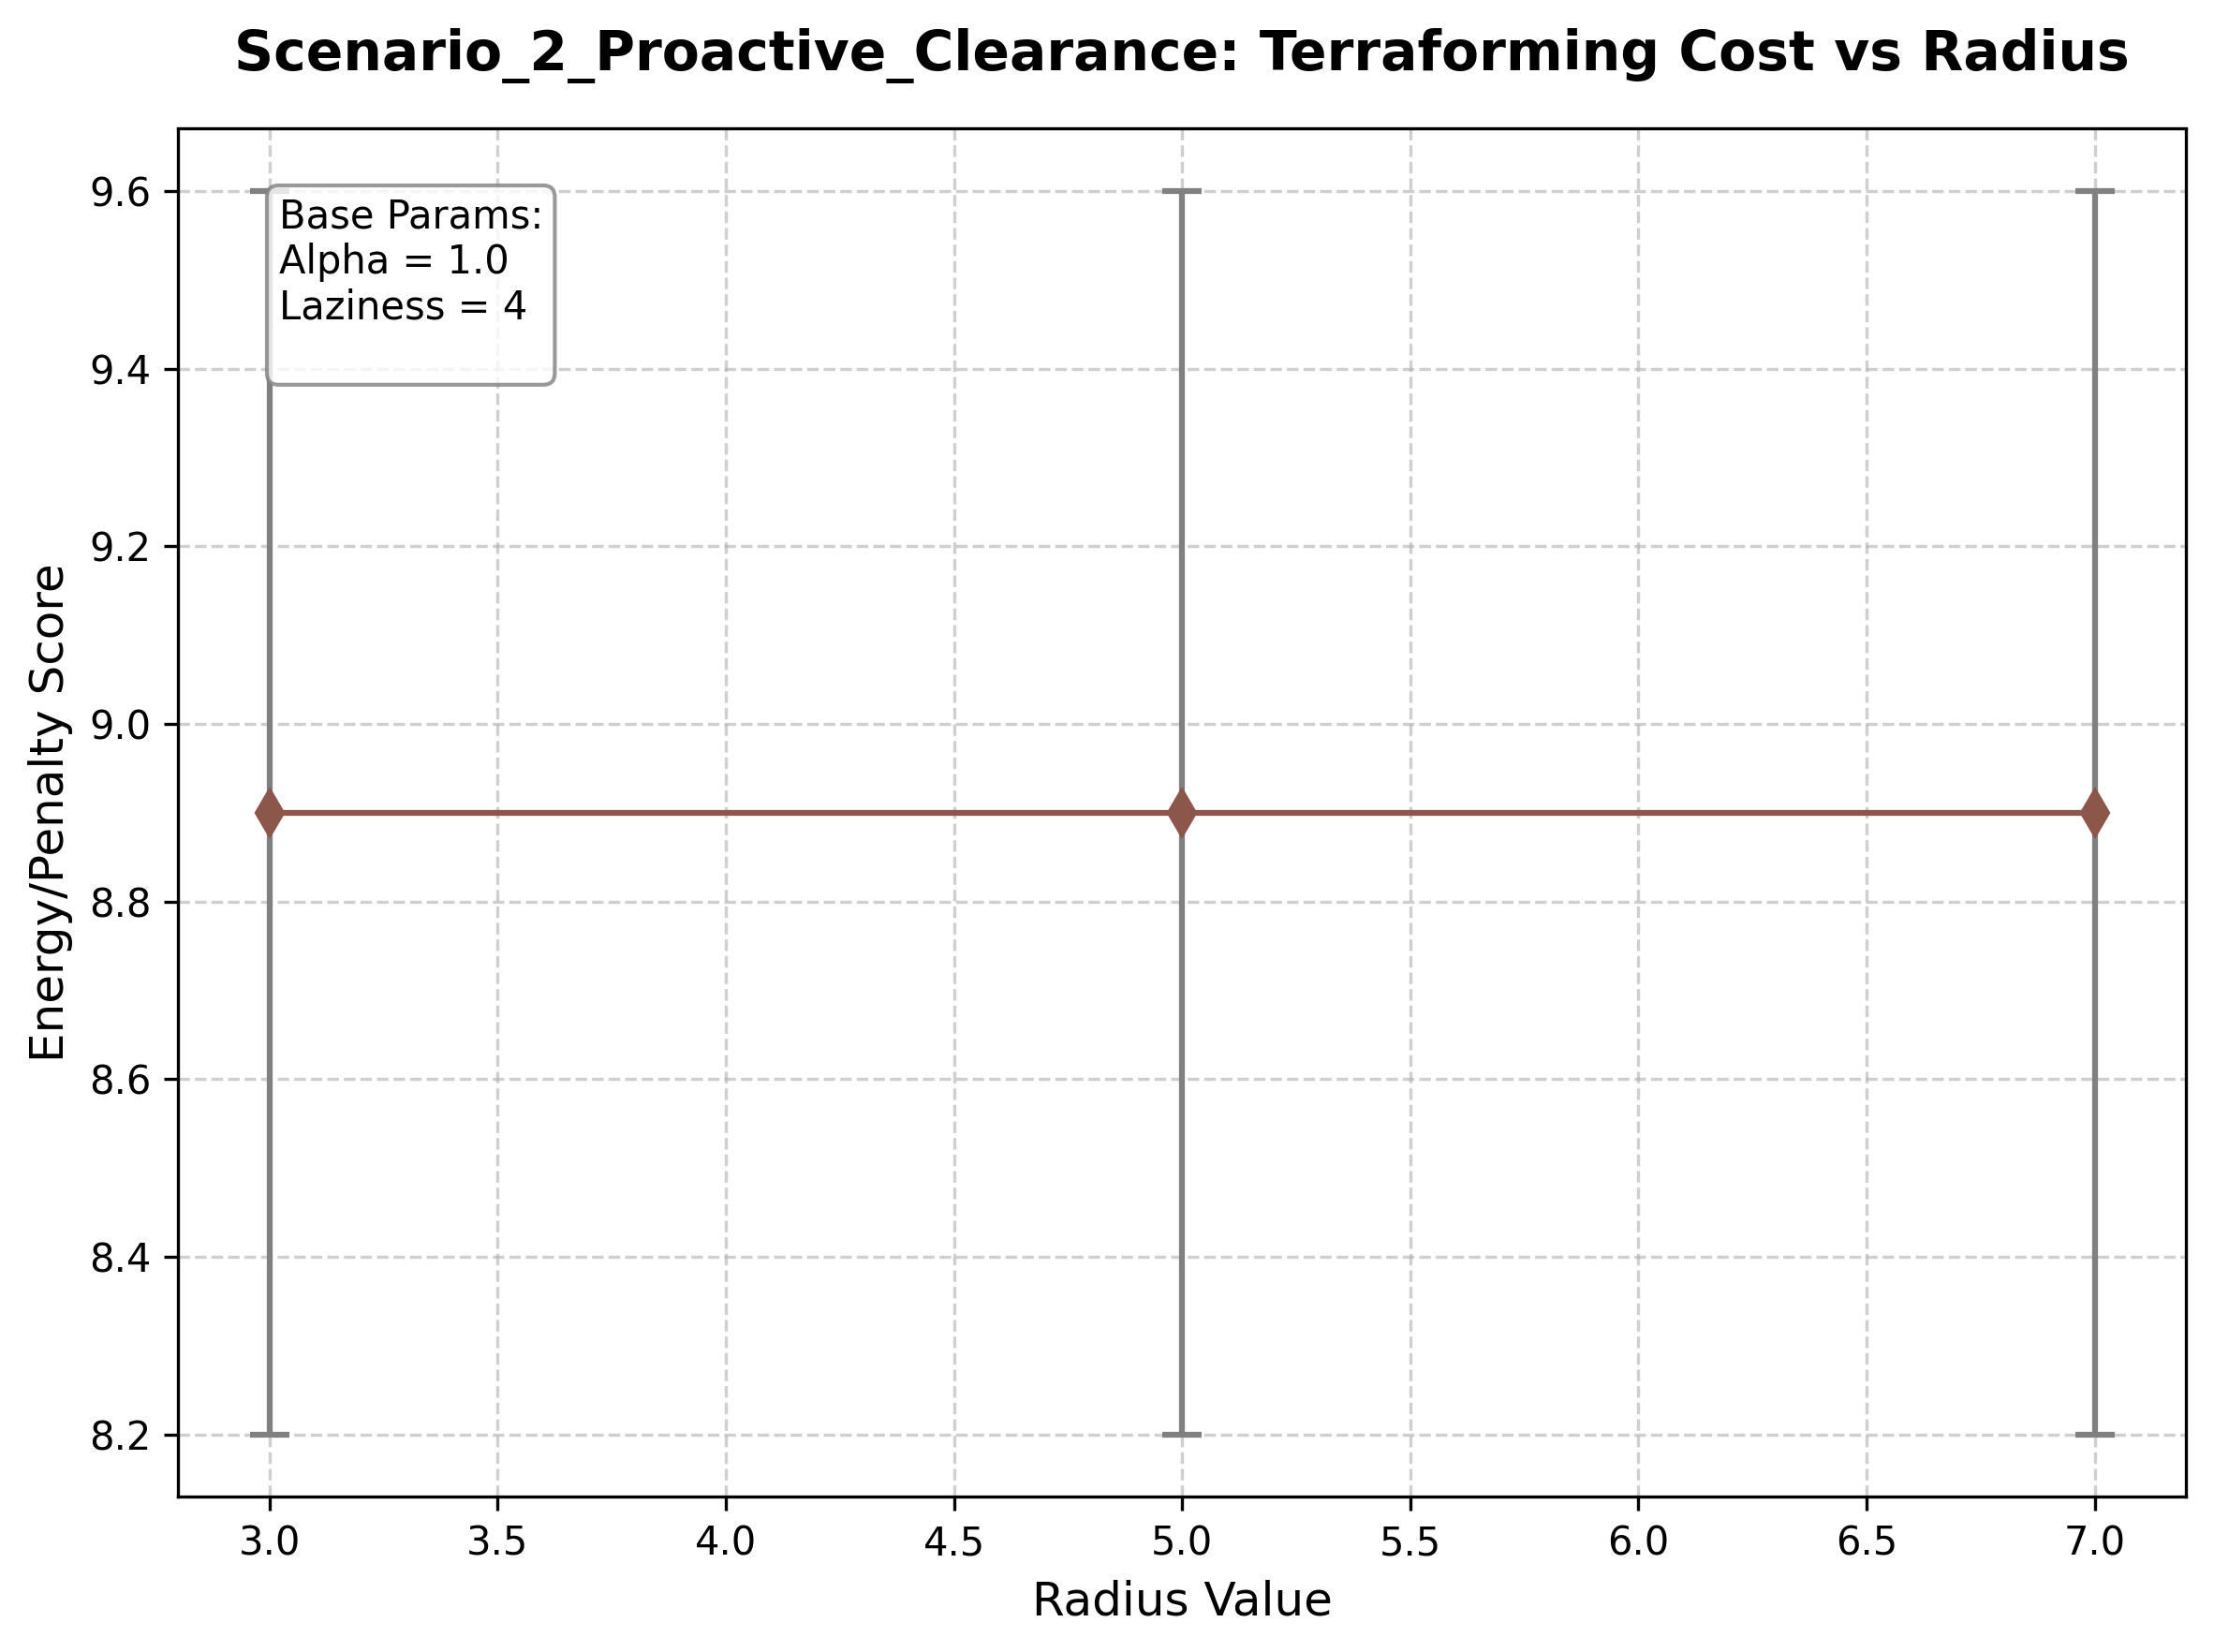 Scenario_2_Proactive_Clearance: Terraforming Cost vs Radius
Base Params:
Alpha = 1.0
Laziness = 4
Energy/Penalty Score
9.6
9.4
9.2
9.0
8.8
8.6
8.4
8.2
3.0 3.5 4.0 4.5 5.0 5.5 6.0 6.5 7.0
Radius Value